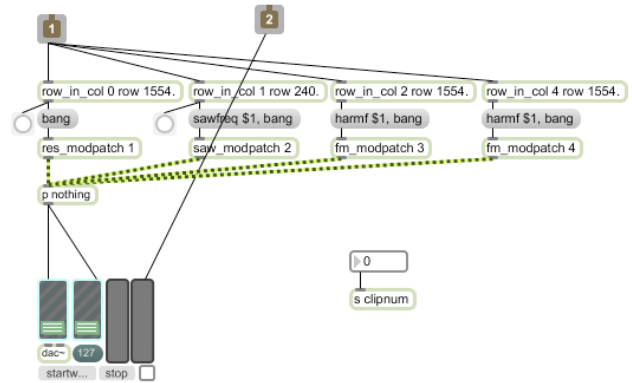 1
2
row_in_col 0 row 1554.
row_in_col 1 row 240.
row_in_col 2 row 1554.
row_in_col 4 row 1554.
bang
sawfreq $1, bang
harmf $1, bang
harmf $1, bang
res_modpatch 1
saw_modpatch 2
fm_modpatch 3
fm_modpatch 4
p nothing
0
s clipnum
dac~
127
startw...
stop